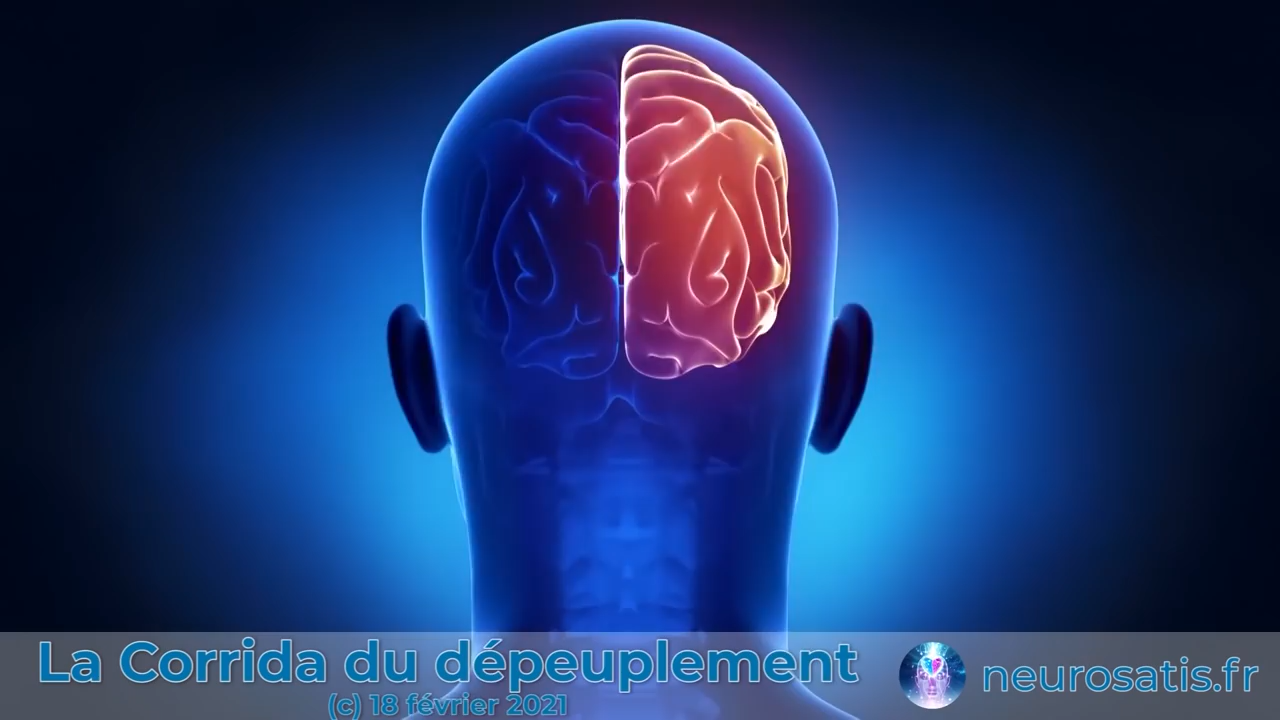 La Corrida du dépeuplement
(c) 18 février 2021
neurosatis.fr